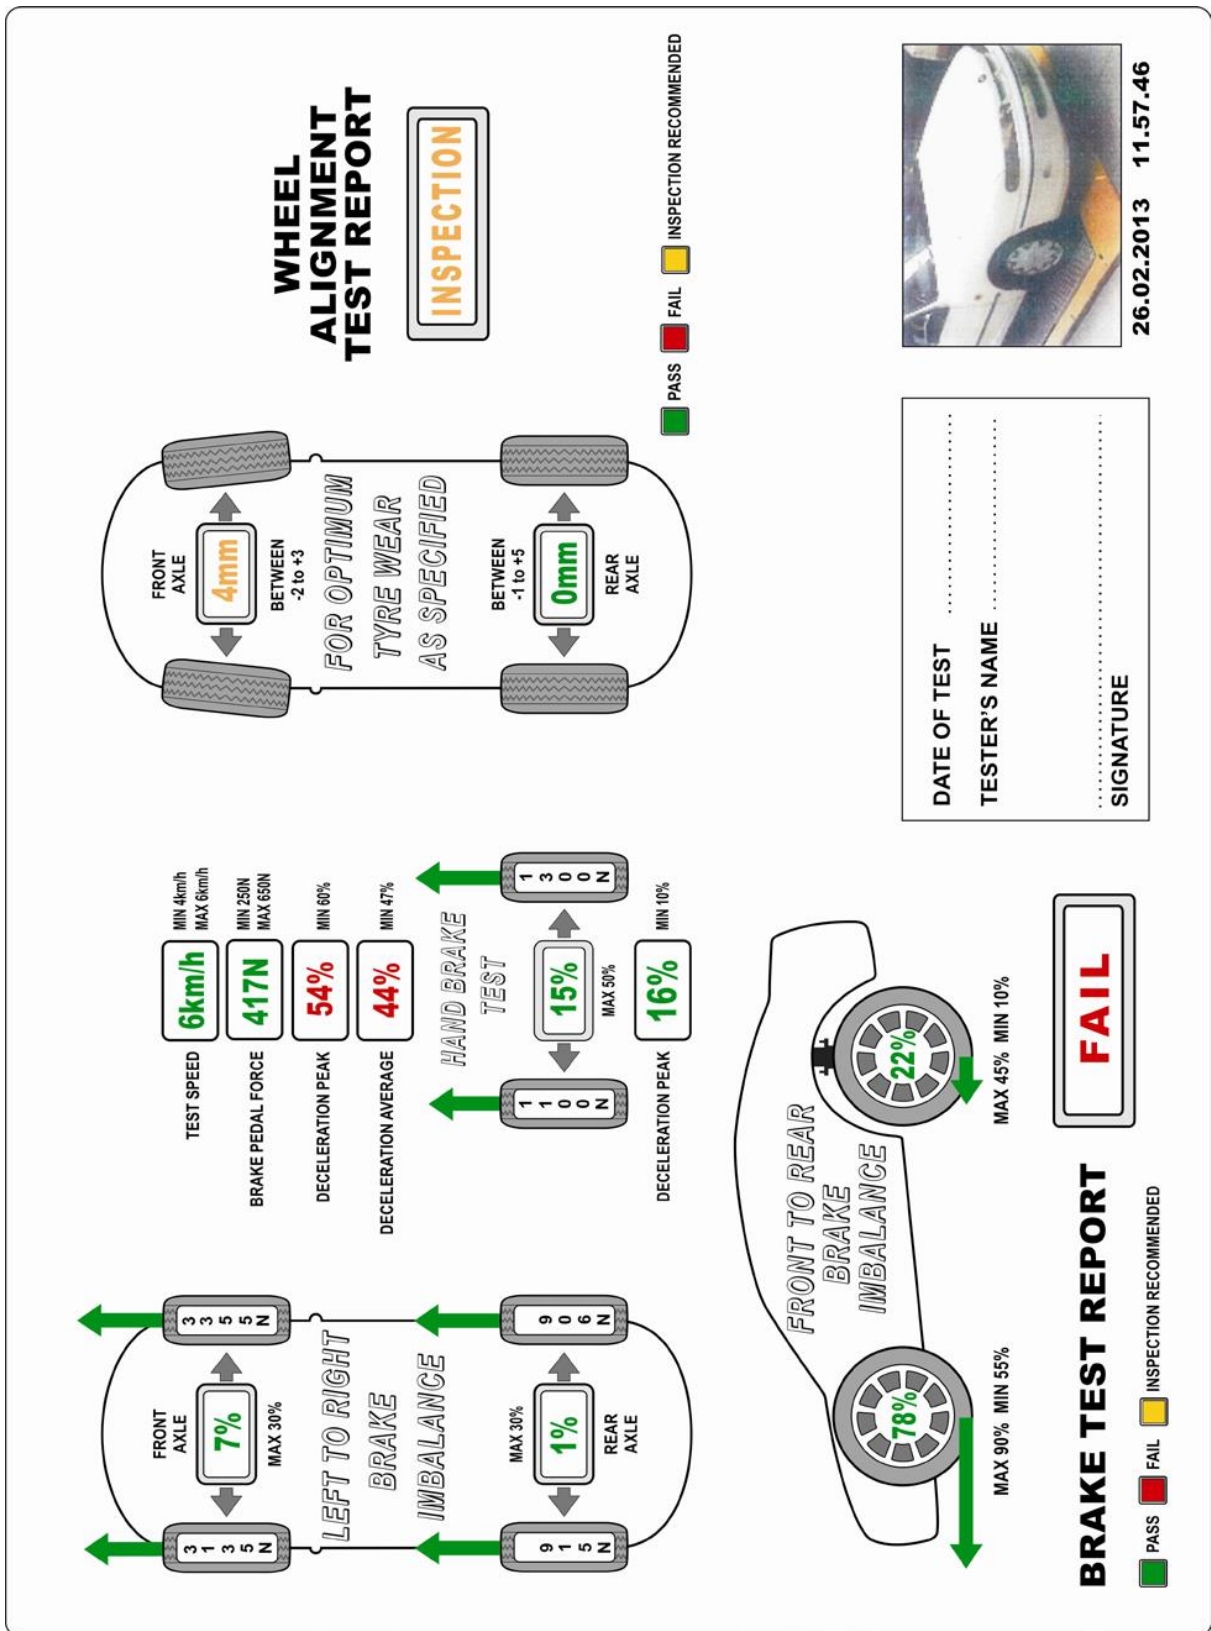 FRONT
AXLE
3135N
7%
3355N
MAX 30%
LEFT TO RIGHT
BRAKE
IMBALANCE
MAX 30%
915N
1%
906N
REAR
AXLE
TEST SPEED 6km/h MIN 4km/h
MAX 6km/h
BRAKE PEDAL FORCE 417N MIN 250N
MAX 650N
DECELERATION PEAK 54% MIN 60%
DECELERATION AVERAGE 44% MIN 47%
HAND BRAKE
TEST
1100N
15%
1300N
MAX 50%
DECELERATION PEAK 16% MIN 10%
FRONT
AXLE
4mm
BETWEEN
-2 to +3
FOR OPTIMUM
TYRE WEAR
AS SPECIFIED
BETWEEN
-1 to +5
0mm
REAR
AXLE
WHEEL
ALIGNMENT
TEST REPORT
INSPECTION
PASS FAIL INSPECTION RECOMMENDED
FRONT TO REAR
BRAKE
IMBALANCE
78%
22%
MAX 90% MIN 55%
MAX 45% MIN 10%
BRAKE TEST REPORT
FAIL
PASS FAIL INSPECTION RECOMMENDED
DATE OF TEST
TESTER'S NAME
SIGNATURE
26.02.2013 11.57.46